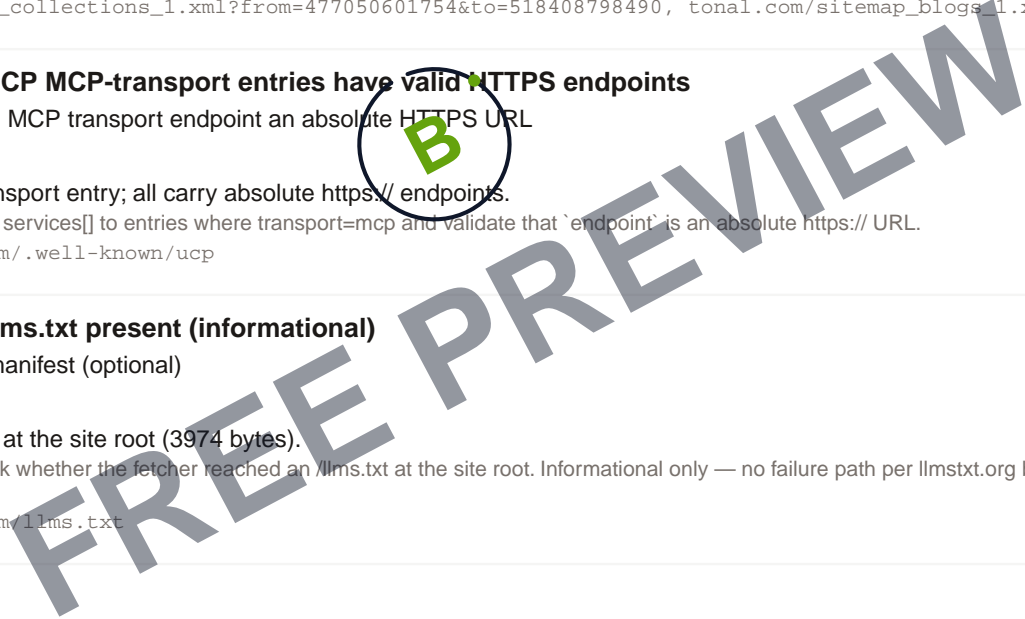 _collections_1.xml?from=477050601754&to=518408798490, tonal.com/sitemap_blogs_1.x
CP MCP-transport entries have valid HTTPS endpoints
MCP transport endpoint an absolute HTTPS URL
B
nsport entry; all carry absolute https:// endpoints.
services[] to entries where transport=mcp and validate that `endpoint` is an absolute https:// URL.
m/.well-known/ucp
lms.txt present (informational)
manifest (optional)
at the site root (3974 bytes).
k whether the fetcher reached an /llms.txt at the site root. Informational only — no failure path per llmstxt.org
m/llms.txt
FREE PREVIEW